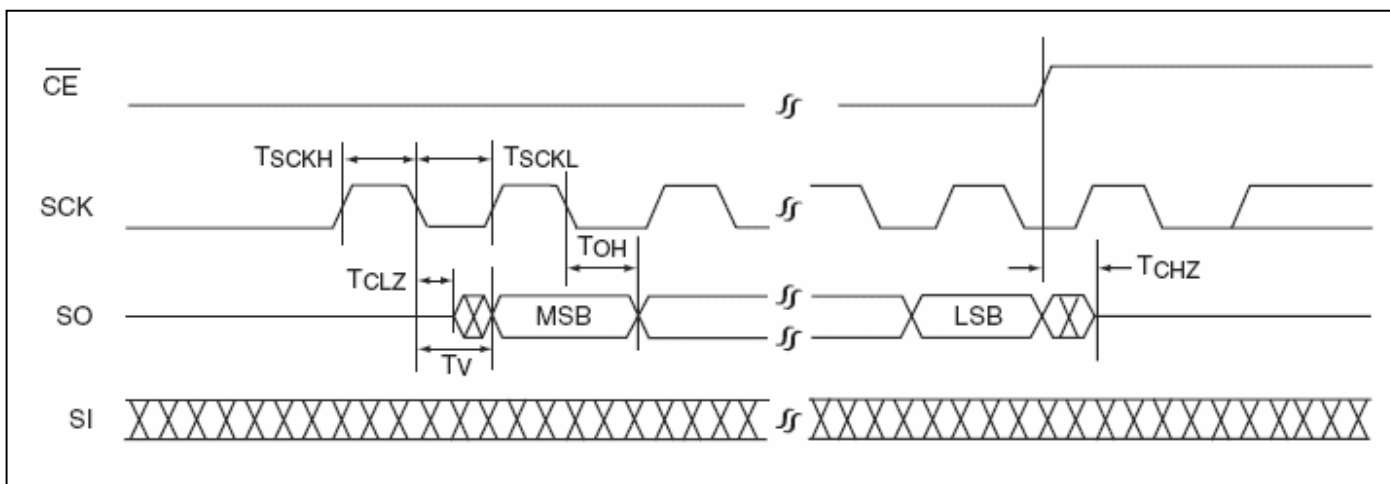 CE
TSCKH
TSCKL
SCK
TOH
TCLZ
TCHZ
SO
MSB
LSB
TV
SI